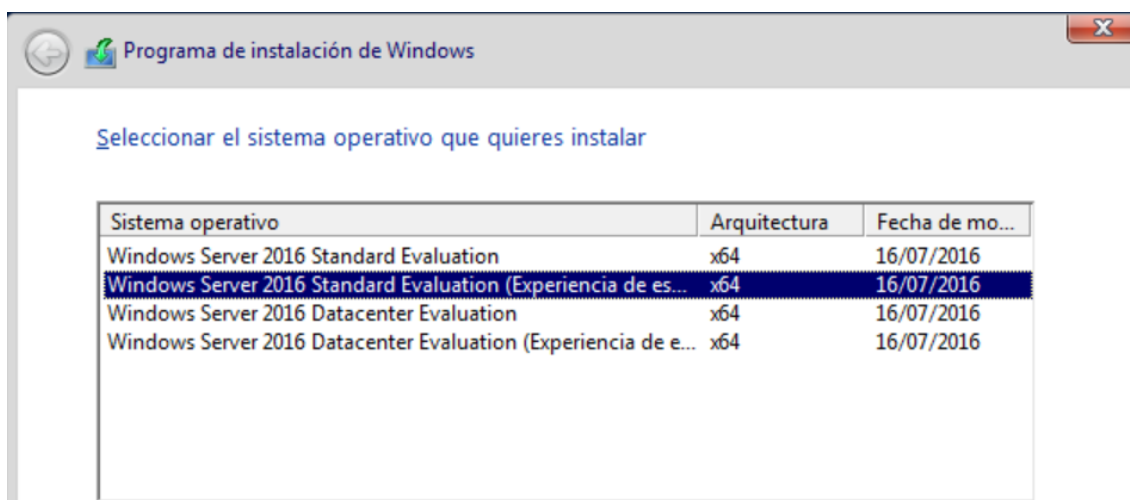 Programa de instalación de Windows
Seleccionar el sistema operativo que quieres instalar
Sistema operativo Arquitectura Fecha de mo...
Windows Server 2016 Standard Evaluation x64 16/07/2016
Windows Server 2016 Standard Evaluation (Experiencia de es... x64 16/07/2016
Windows Server 2016 Datacenter Evaluation x64 16/07/2016
Windows Server 2016 Datacenter Evaluation (Experiencia de e... x64 16/07/2016